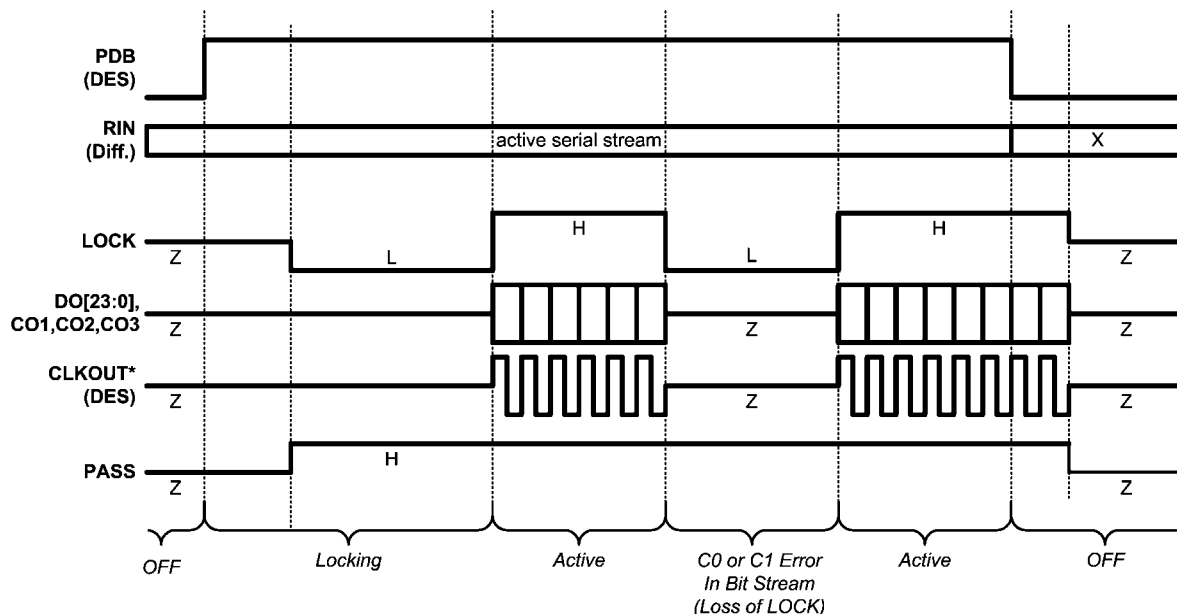 PDB
(DES)
RIN
(Diff.)
active serial stream
X
LOCK
Z
L
H
L
H
Z
DO[23:0],
CO1,CO2,CO3
Z
Z
Z
CLKOUT*
(DES)
Z
Z
Z
PASS
Z
H
Z
OFF
Locking
Active
C0 or C1 Error
In Bit Stream
(Loss of LOCK)
Active
OFF